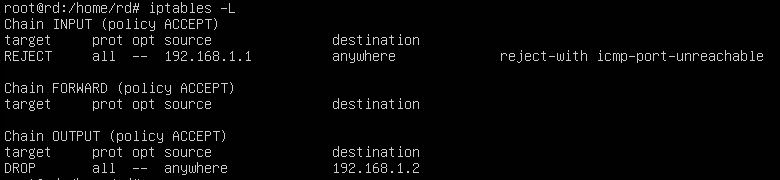 root@rd:/home/rd# iptables -L
Chain INPUT (policy ACCEPT)
target     prot opt source               destination
REJECT     all  --  192.168.1.1          anywhere             reject-with icmp-port-unreachable

Chain FORWARD (policy ACCEPT)
target     prot opt source               destination

Chain OUTPUT (policy ACCEPT)
target     prot opt source               destination
DROP       all  --  anywhere             192.168.1.2